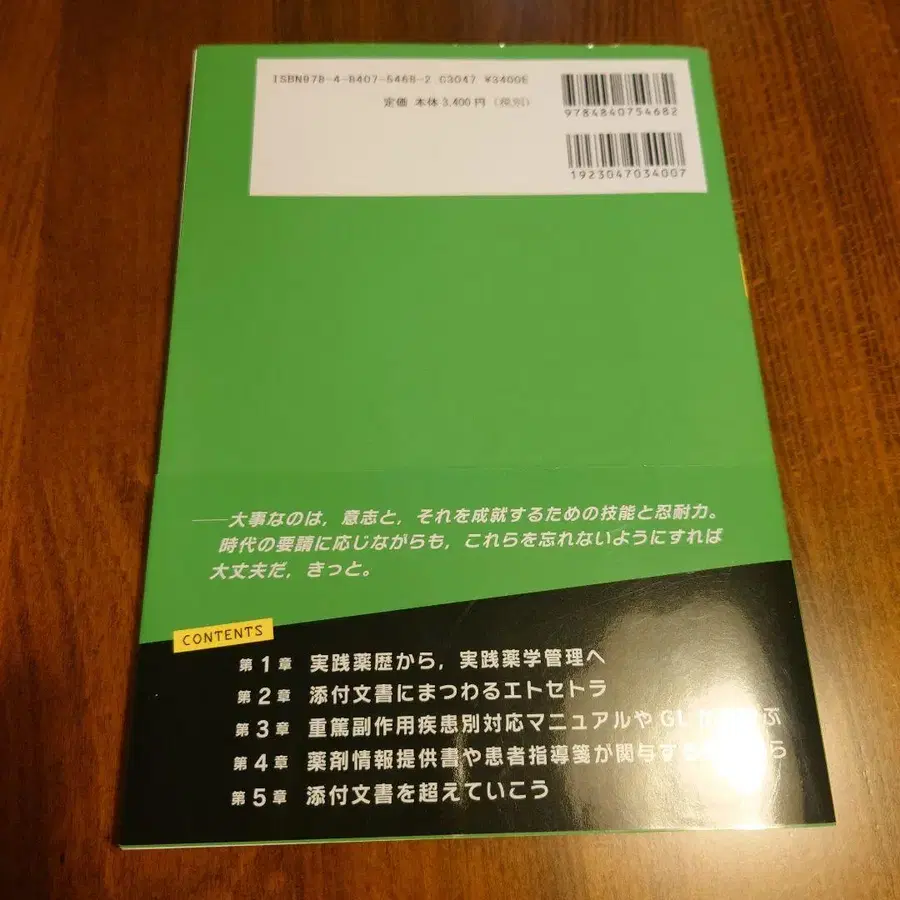 ISBN978-4-8407-5468-2 C3047 ¥3400E
定価 本体3,400円（税別）
9784840754682
1923047034007
──大事なのは，意志と，それを成就するための技能と忍耐力。
時代の要請に応じながらも，これらを忘れないようにすれば
大丈夫だ，きっと。
CONTENTS
第1章 実践薬歴から，実践薬学管理へ
第2章 添付文書にまつわるエトセトラ
第3章 重篤副作用疾患別対応マニュアルやGL
第4章 薬剤情報提供書や患者指導箋が関与する
第5章 添付文書を超えていこう